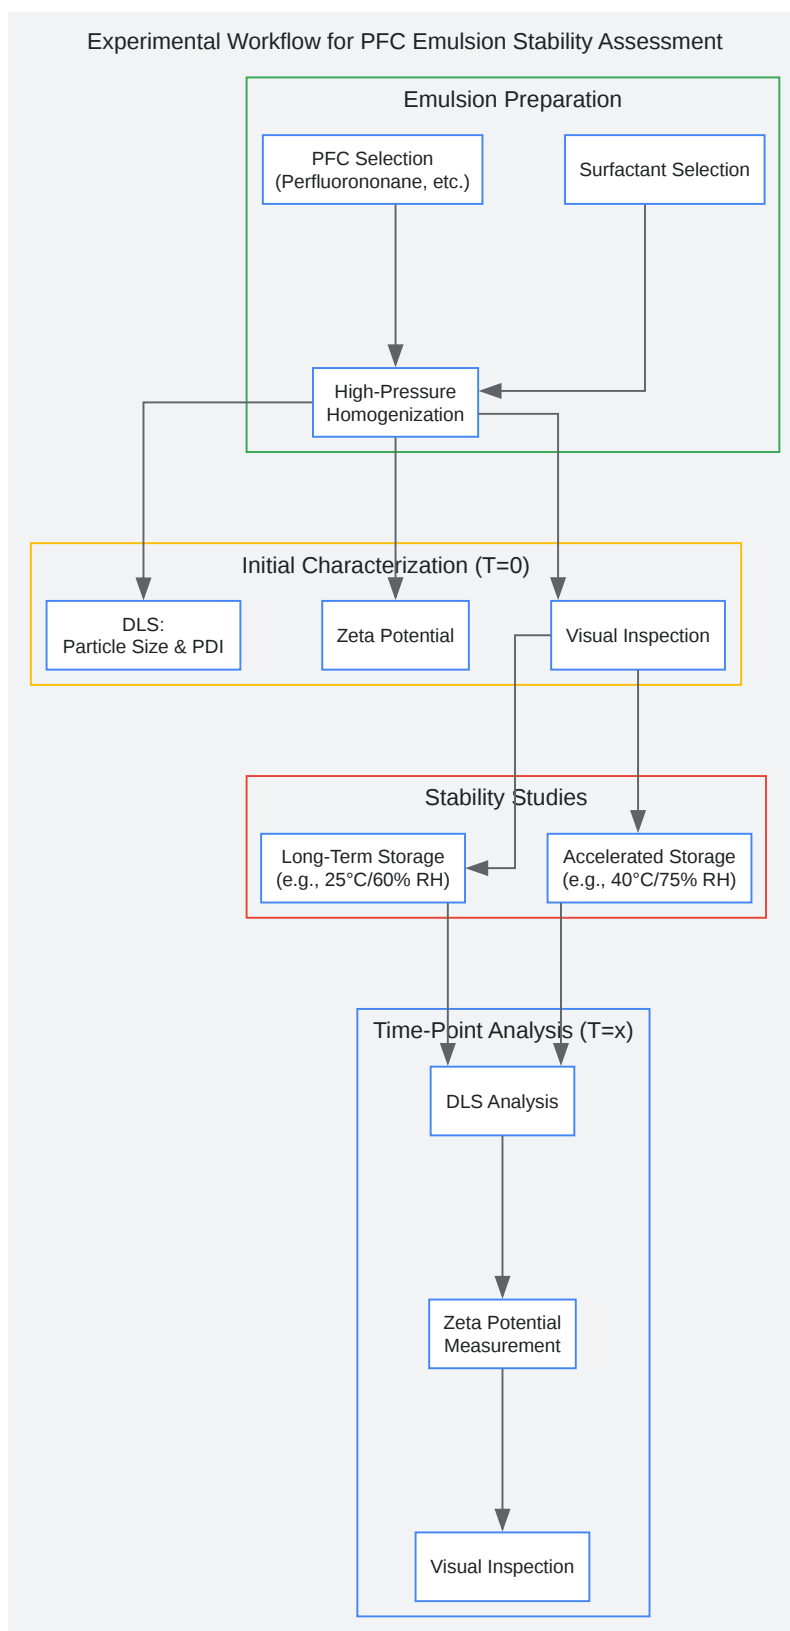 Experimental Workflow for PFC Emulsion Stability Assessment
Emulsion Preparation
PFC Selection
(Perfluorononane, etc.)
Surfactant Selection
High-Pressure
Homogenization
Initial Characterization (T=0)
DLS:
Particle Size & PDI
Zeta Potential
Visual Inspection
Stability Studies
Long-Term Storage
(e.g., 25°C/60% RH)
Accelerated Storage
(e.g., 40°C/75% RH)
Time-Point Analysis (T=x)
DLS Analysis
Zeta Potential
Measurement
Visual Inspection